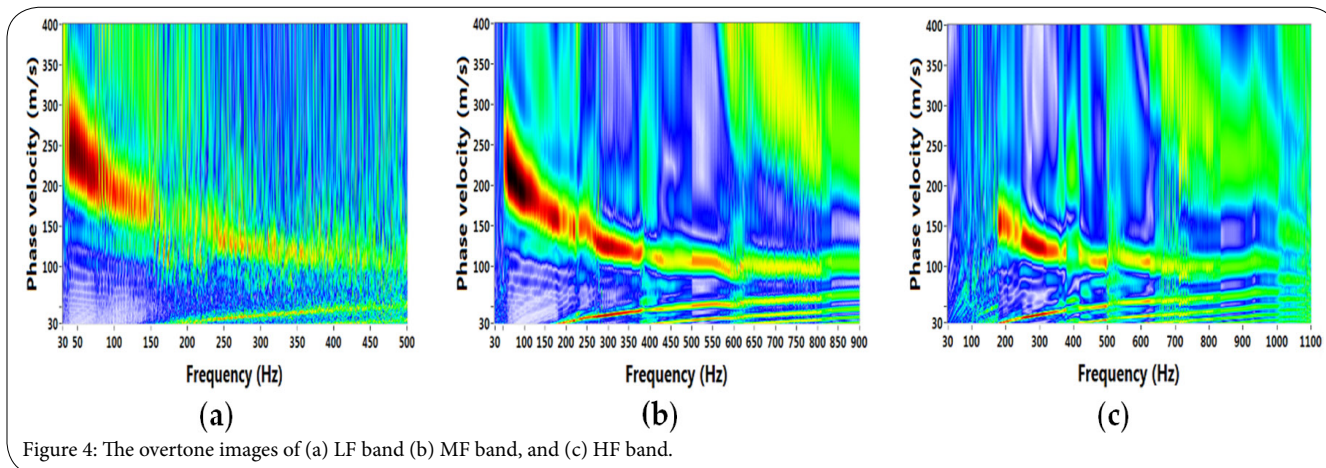 400
350
300
250
200
150
100
30
Phase velocity (m/s)
30 50 100 150 200 250 300 350 400 450 500
Frequency (Hz)
(a)
400
350
300
250
200
150
100
30
Phase velocity (m/s)
30 100 150 200 250 300 350 400 450 500 550 600 650 700 750 800 850 900
Frequency (Hz)
(b)
400
350
300
250
200
150
100
30
Phase velocity (m/s)
30 100 200 300 400 500 600 700 800 900 1000 1100
Frequency (Hz)
(c)
Figure 4: The overtone images of (a) LF band (b) MF band, and (c) HF band.